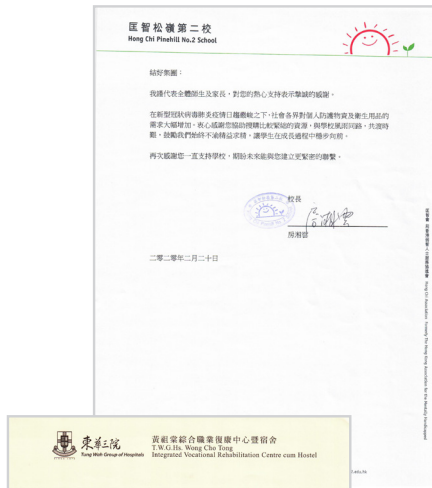 匡智松嶺第二校
Hong Chi Pinehill No.2 School
結好集團：
我謹代表全體師生及家長，對您的熱心支持表示摯誠的感謝。
在新型冠狀病毒肺炎疫情日趨嚴峻之下，社會各界對個人防護物資及衞生用品的
需求大幅增加，衷心感謝您協助搜購比較緊絀的資源，與學校風雨同路，共渡時
艱。鼓勵我們始終不渝精益求精，讓學生在成長過程中穩步向前。
再次感謝您一直支持學校，期盼未來能與您建立更緊密的聯繫。
校長
房湘雲
二零二零年二月二十日
東華三院
Tung Wah Group of Hospitals
黃祖棠綜合職業復康中心暨宿舍
T.W.G.Hs. Wong Cho Tong
Integrated Vocational Rehabilitation Centre cum Hostel